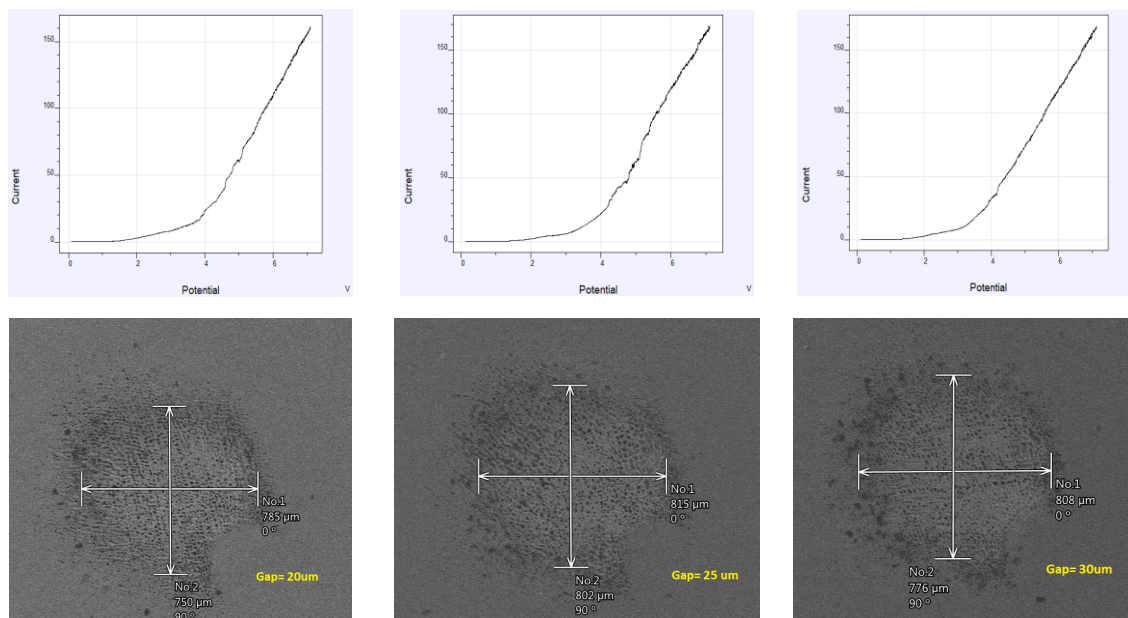 150
100
50
0
Current
0
2
4
6
Potential
V
150
100
50
0
Current
0
2
4
6
Potential
V
150
100
50
0
Current
0
2
4
6
Potential
No.1
785 µm
0 º
Gap= 20um
No.2
750 µm
90 º
No.1
815 µm
0 º
Gap= 25 um
No.2
802 µm
90 º
No.1
808 µm
0 º
Gap= 30um
No.2
776 µm
90 º